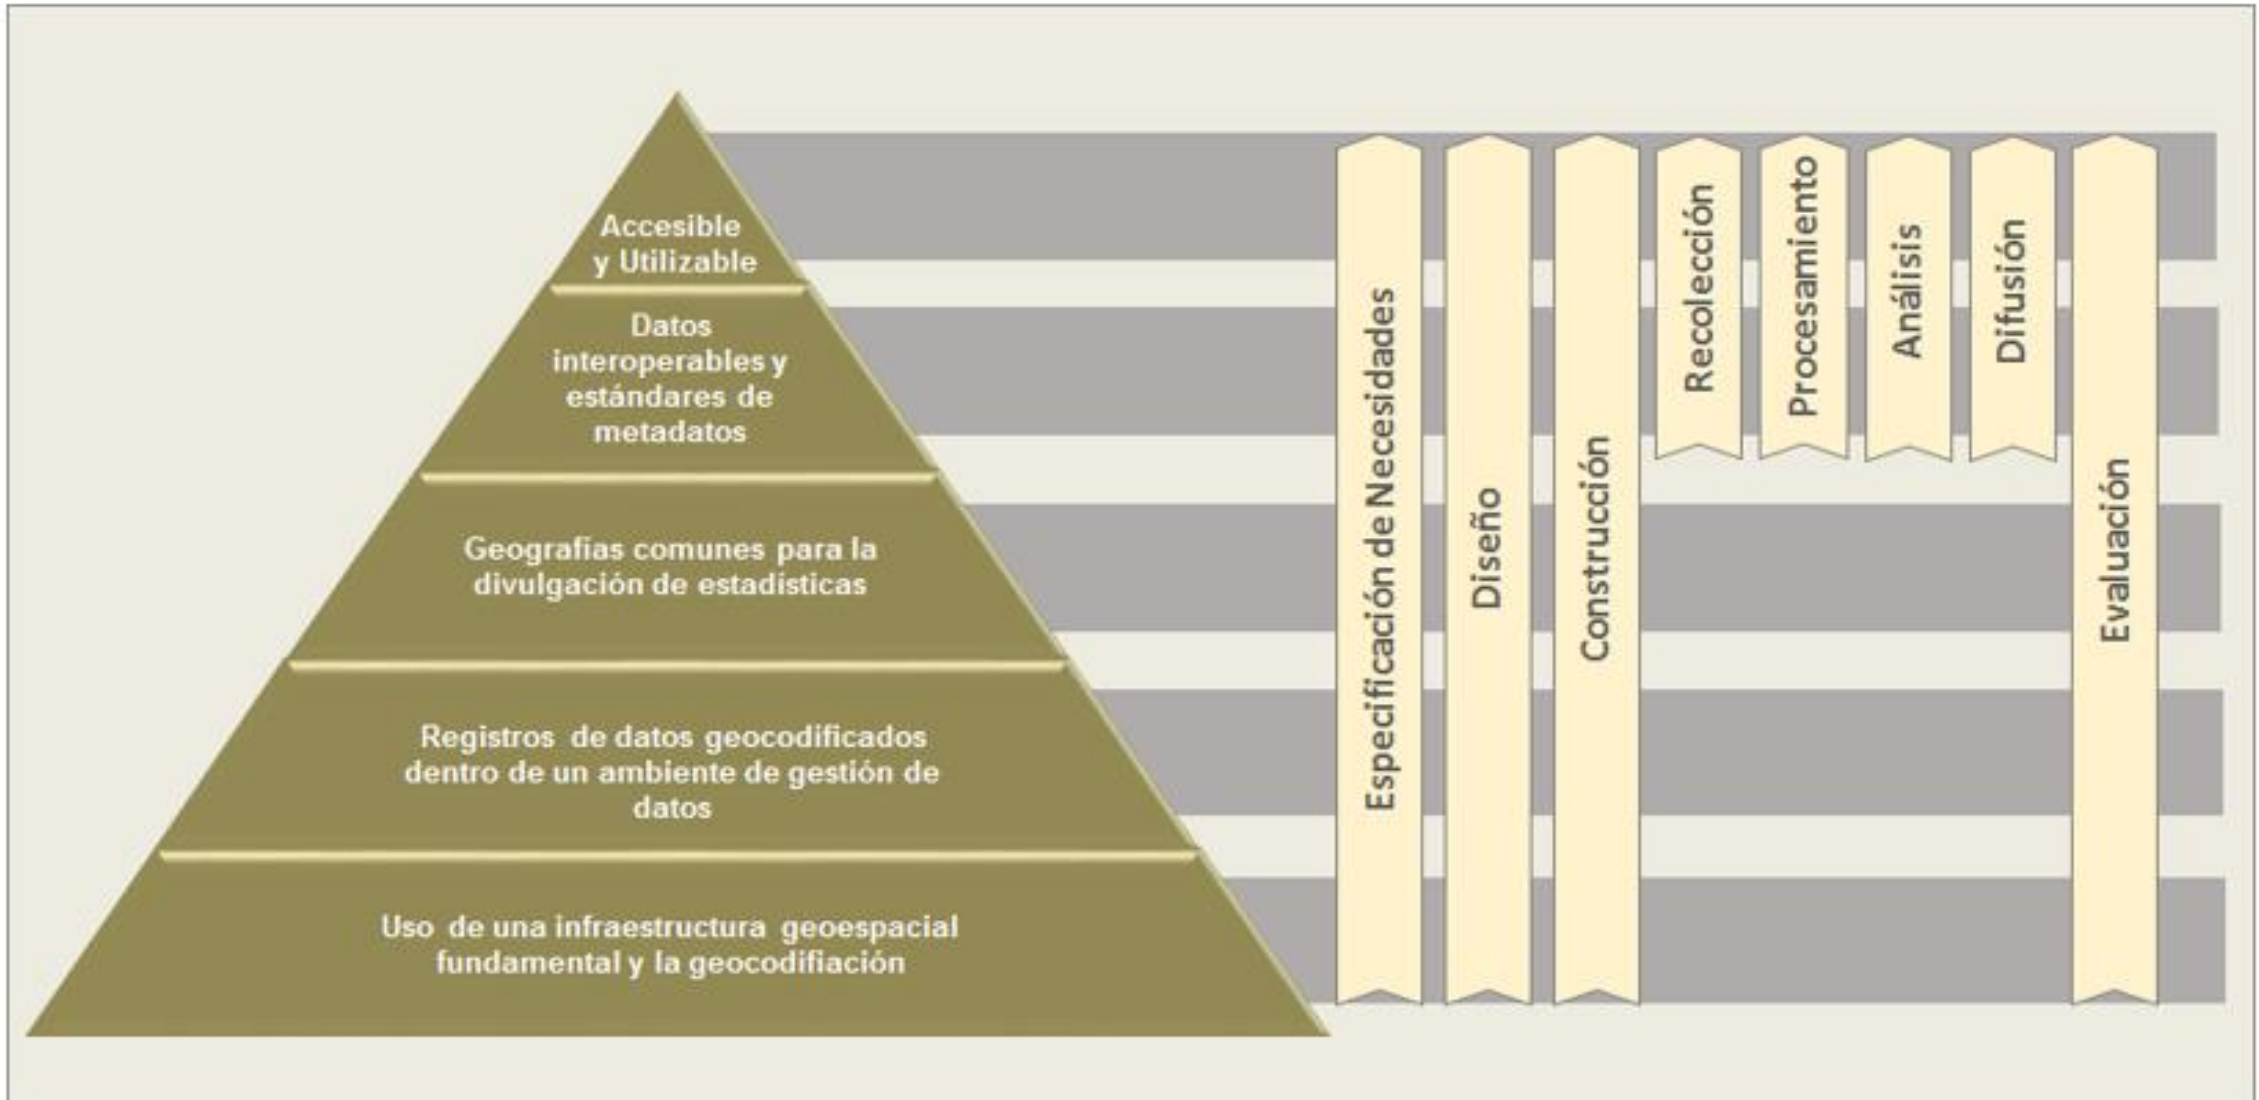 Accesible
y Utilizable
Datos
interoperables y
estándares de
metadatos
Geografías comunes para la
divulgación de estadísticas
Registros de datos geocodificados
dentro de un ambiente de gestión de
datos
Uso de una infraestructura geoespacial
fundamental y la geocodifiación
Especificación de Necesidades
Diseño
Construcción
Recolección
Procesamiento
Análisis
Difusión
Evaluación